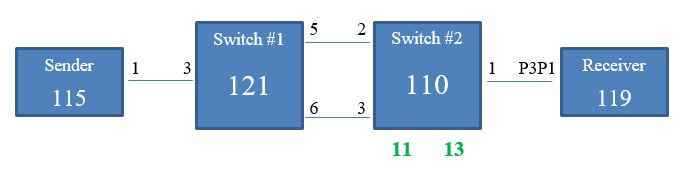 5 2
Switch #1 Switch #2
Sender 1 3 1 P3P1 Receiver
115 121 110 119
6 3
11 13